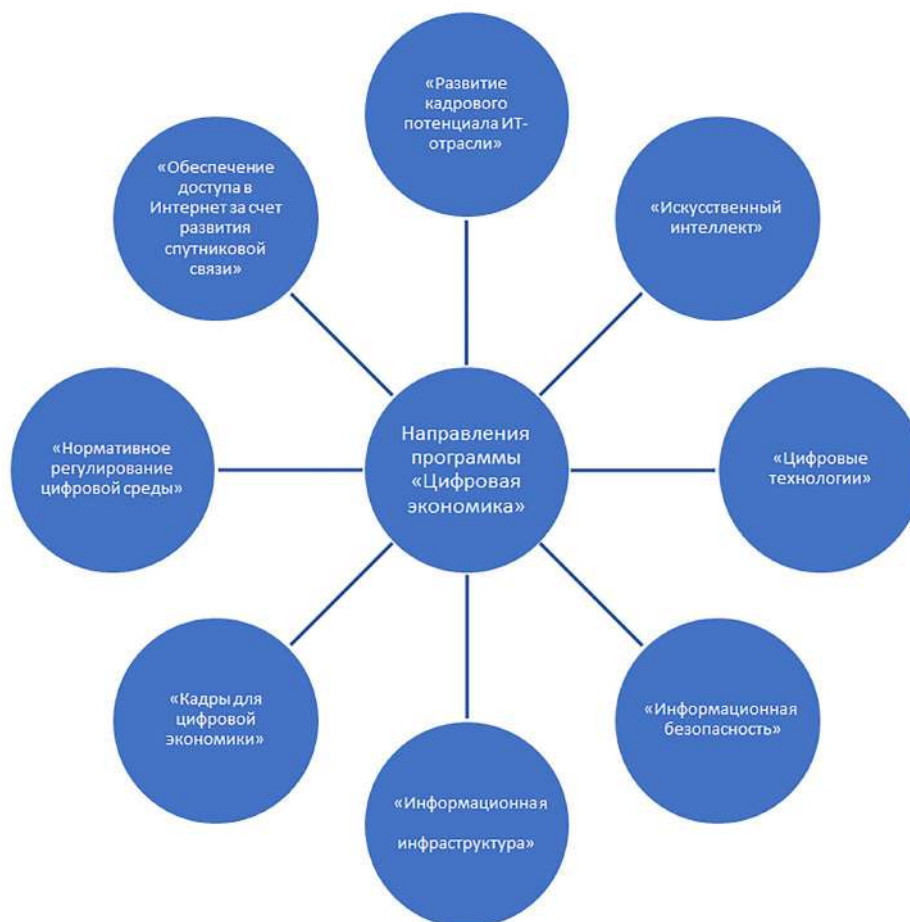 «Развитие
кадрового
потенциала ИТ-
отрасли»
«Обеспечение
доступа в
Интернет за счет
развития
спутниковой
связи»
«Искусственный
интеллект»
Направления
программы
«Цифровая
экономика»
«Нормативное
регулирование
цифровой среды»
«Цифровые
технологии»
«Кадры для
цифровой
экономики»
«Информационная
безопасность»
«Информационная
инфраструктура»